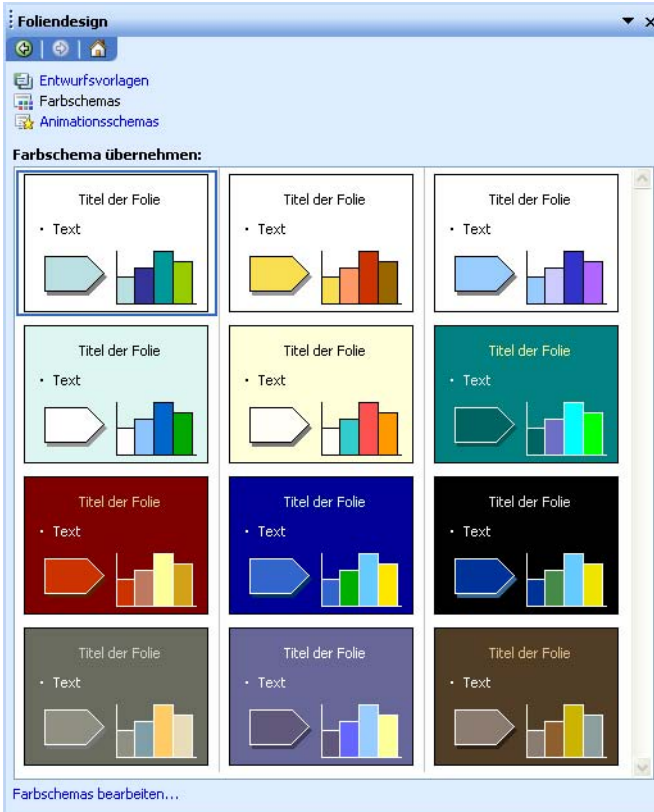 Foliendesign
Entwurfsvorlagen
Farbschemas
Animationsschemas
Farbschema übernehmen:
Titel der Folie Titel der Folie Titel der Folie
• Text • Text • Text
Titel der Folie Titel der Folie Titel der Folie
• Text • Text • Text
Titel der Folie Titel der Folie Titel der Folie
• Text • Text • Text
Titel der Folie Titel der Folie Titel der Folie
• Text • Text • Text
Farbschemas bearbeiten...